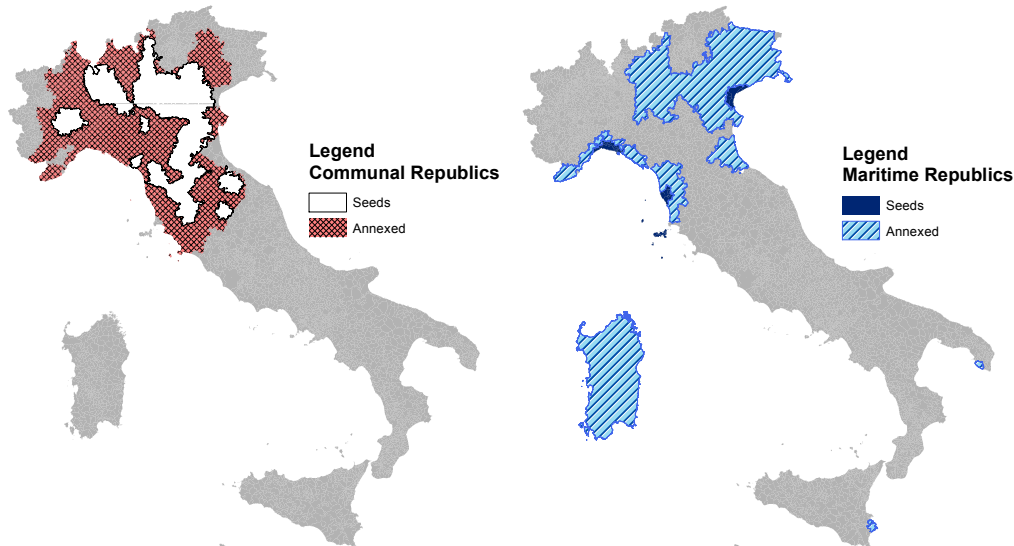 Legend
Communal Republics
Seeds
Annexed
Legend
Maritime Republics
Seeds
Annexed